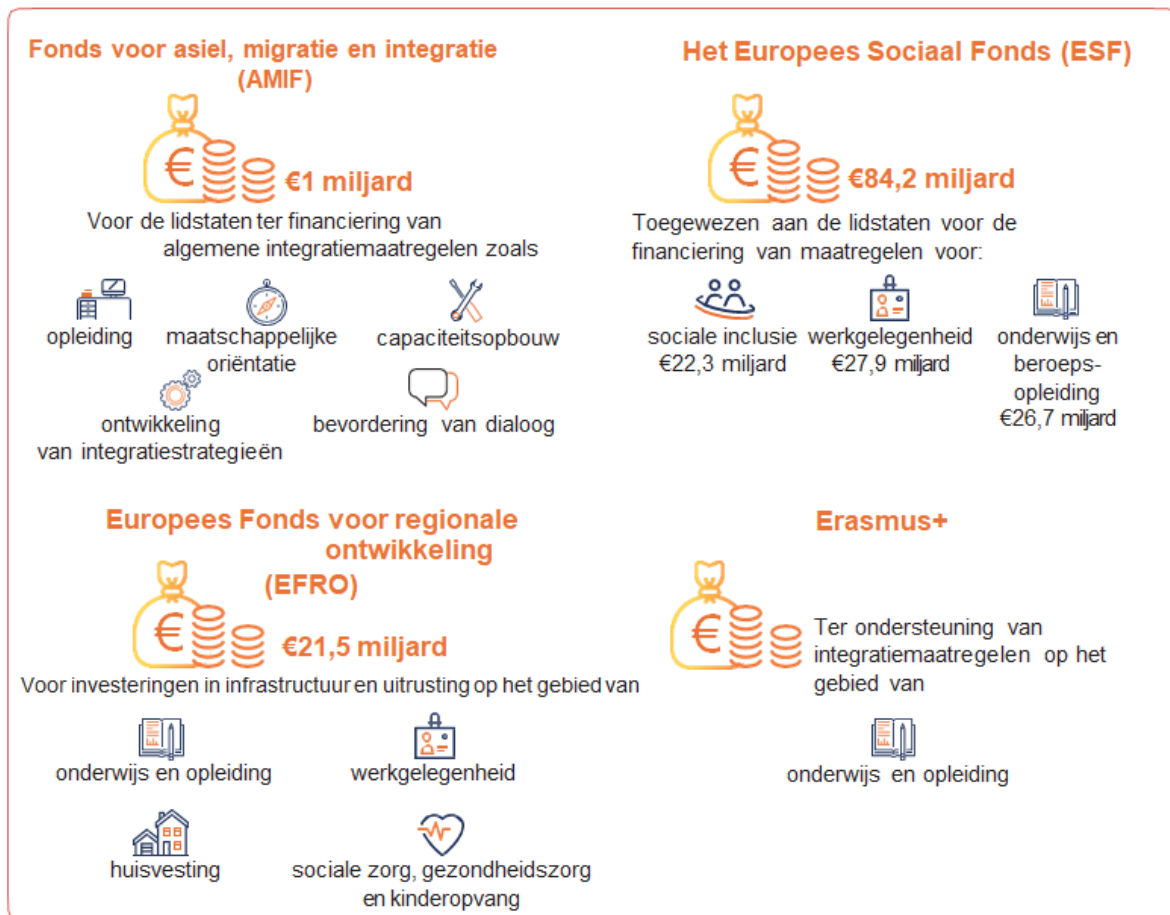 Fonds voor asiel, migratie en integratie
(AMIF)
€
€1 miljard
Voor de lidstaten ter financiering van
algemene integratiemaatregelen zoals
opleiding
maatschappelijke
oriëntatie
capaciteitsopbouw
ontwikkeling
van integratiestrategieën
bevordering van dialoog
Het Europees Sociaal Fonds (ESF)
€
€84,2 miljard
Toegewezen aan de lidstaten voor de
financiering van maatregelen voor:
sociale inclusie
€22,3 miljard
werkgelegenheid
€27,9 miljard
onderwijs en
beroeps-
opleiding
€26,7 miljard
Europees Fonds voor regionale
ontwikkeling
(EFRO)
€
€21,5 miljard
Voor investeringen in infrastructuur en uitrusting op het gebied van
onderwijs en opleiding
werkgelegenheid
huisvesting
sociale zorg, gezondheidszorg
en kinderopvang
Erasmus+
€
Ter ondersteuning van
integratiemaatregelen op het
gebied van
onderwijs en opleiding